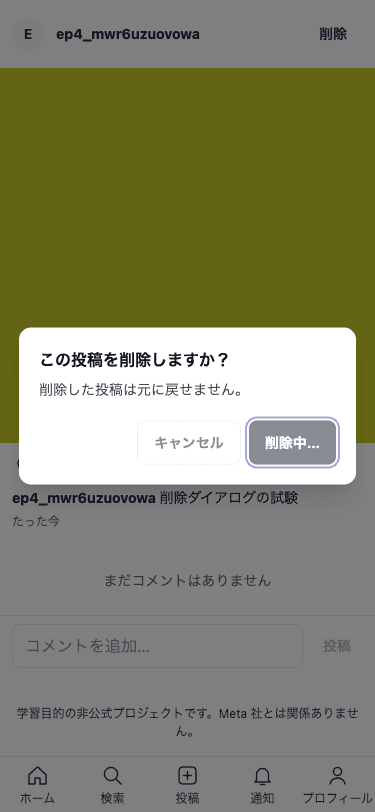 E
ep4_mwr6uzuovowa
削除
この投稿を削除しますか？
削除した投稿は元に戻せません。
キャンセル
削除中...
ep4_mwr6uzuovowa 削除ダイアログの試験
たった今
まだコメントはありません
コメントを追加...
投稿
学習目的の非公式プロジェクトです。Meta 社とは関係ありませ
ん。
ホーム
検索
投稿
通知
プロフィール